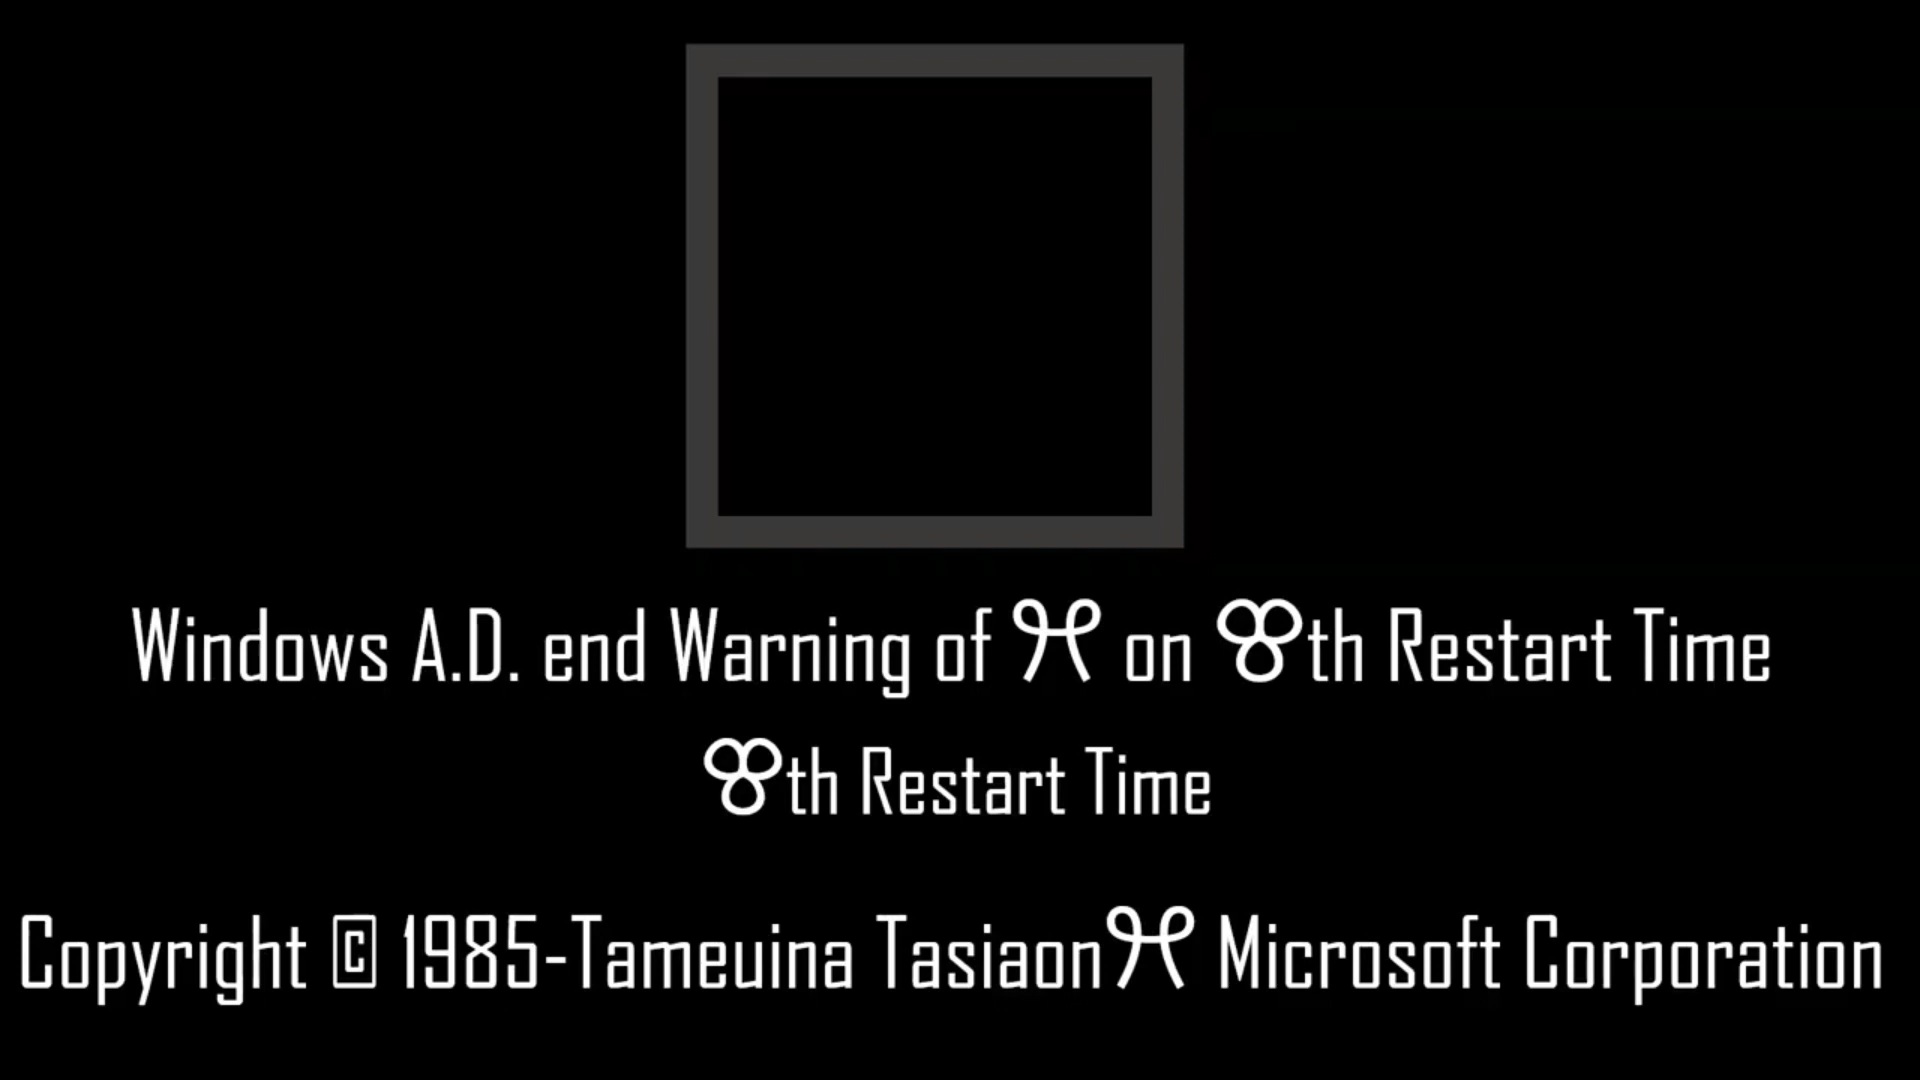 Windows A.D. end Warning of on th Restart Time
th Restart Time
Copyright © 1985-Tameuina Tasiaon Microsoft Corporation